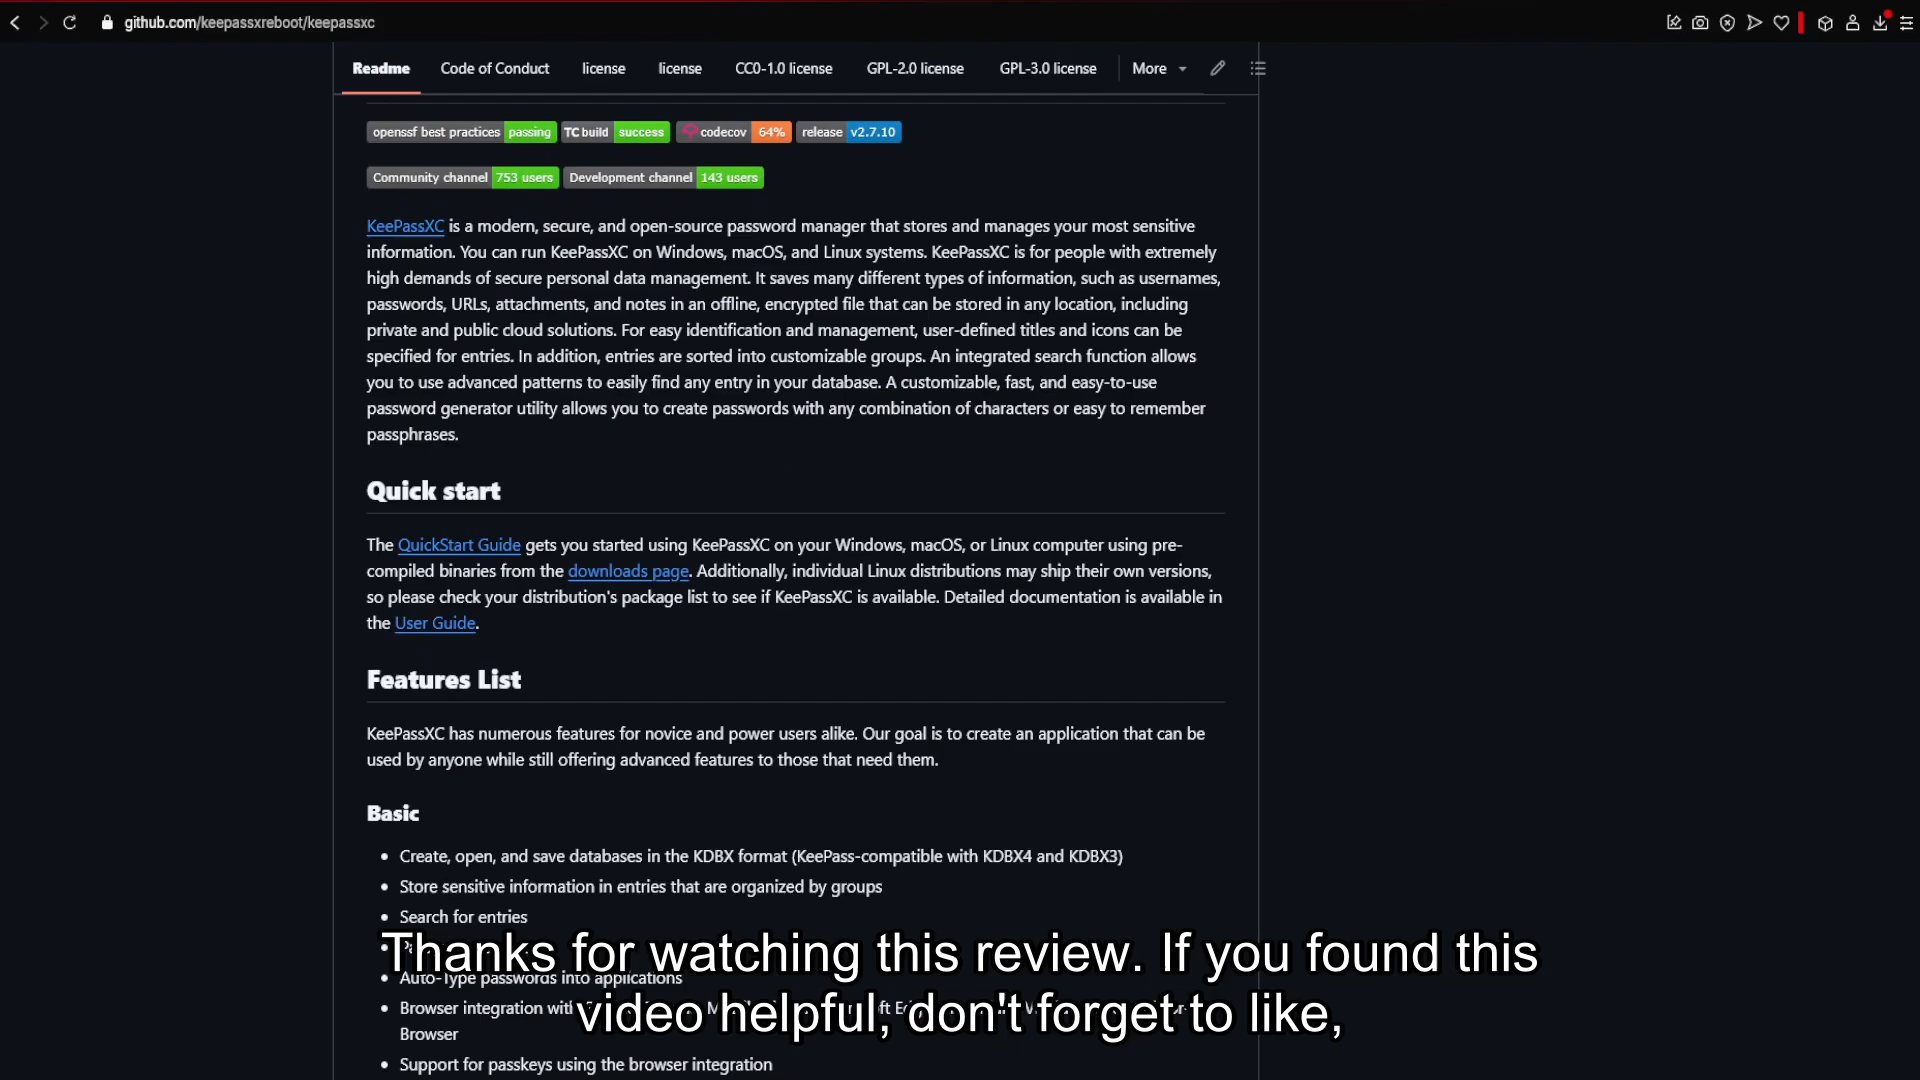 github.com/keepassxreboot/keepassxc
Readme Code of Conduct license license CC0-1.0 license GPL-2.0 license GPL-3.0 license More
openssf best practices passing TC build success codecov 64% release v2.7.10
Community channel 753 users Development channel 143 users
KeePassXC is a modern, secure, and open-source password manager that stores and manages your most sensitive
information. You can run KeePassXC on Windows, macOS, and Linux systems. KeePassXC is for people with extremely
high demands of secure personal data management. It saves many different types of information, such as usernames,
passwords, URLs, attachments, and notes in an offline, encrypted file that can be stored in any location, including
private and public cloud solutions. For easy identification and management, user-defined titles and icons can be
specified for entries. In addition, entries are sorted into customizable groups. An integrated search function allows
you to use advanced patterns to easily find any entry in your database. A customizable, fast, and easy-to-use
password generator utility allows you to create passwords with any combination of characters or easy to remember
passphrases.
Quick start
The QuickStart Guide gets you started using KeePassXC on your Windows, macOS, or Linux computer using pre-
compiled binaries from the downloads page. Additionally, individual Linux distributions may ship their own versions,
so please check your distribution's package list to see if KeePassXC is available. Detailed documentation is available in
the User Guide.
Features List
KeePassXC has numerous features for novice and power users alike. Our goal is to create an application that can be
used by anyone while still offering advanced features to those that need them.
Basic
Create, open, and save databases in the KDBX format (KeePass-compatible with KDBX4 and KDBX3)
Store sensitive information in entries that are organized by groups
Search for entries
Thanks for watching this review. If you found this
Auto-Type passwords into applications
Browser integration with
video helpful, don't forget to like,
Browser
Support for passkeys using the browser integration